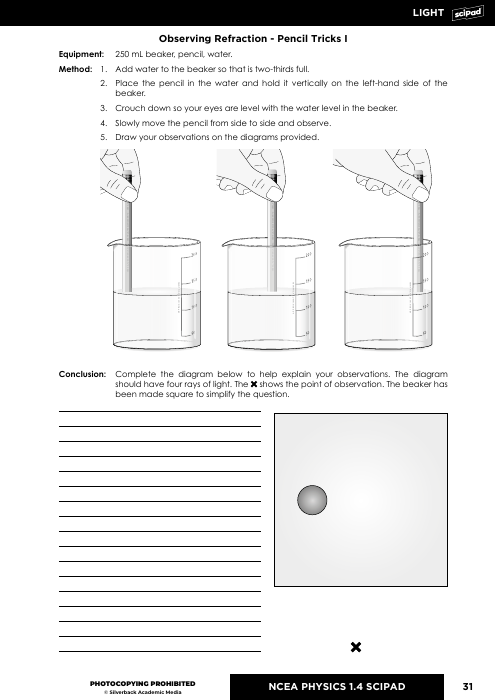 LIGHT scipad
Observing Refraction - Pencil Tricks I
Equipment: 250 mL beaker, pencil, water.
Method: 1. Add water to the beaker so that is two-thirds full.
2. Place the pencil in the water and hold it vertically on the left-hand side of the
beaker.
3. Crouch down so your eyes are level with the water level in the beaker.
4. Slowly move the pencil from side to side and observe.
5. Draw your observations on the diagrams provided.
Conclusion: Complete the diagram below to help explain your observations. The diagram
should have four rays of light. The ✖ shows the point of observation. The beaker has
been made square to simplify the question.
PHOTOCOPYING PROHIBITED
© Silverback Academic Media
NCEA PHYSICS 1.4 SCIPAD 31